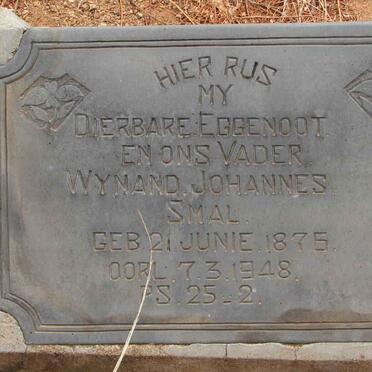 HIER RUS
MY
DIERBARE EGGENOOT
EN ONS VADER
WYNAND JOHANNES
SMAL.
GEB. 21 JUNIE 1875.
OORL. 7.3.1948.
PS. 25-2.